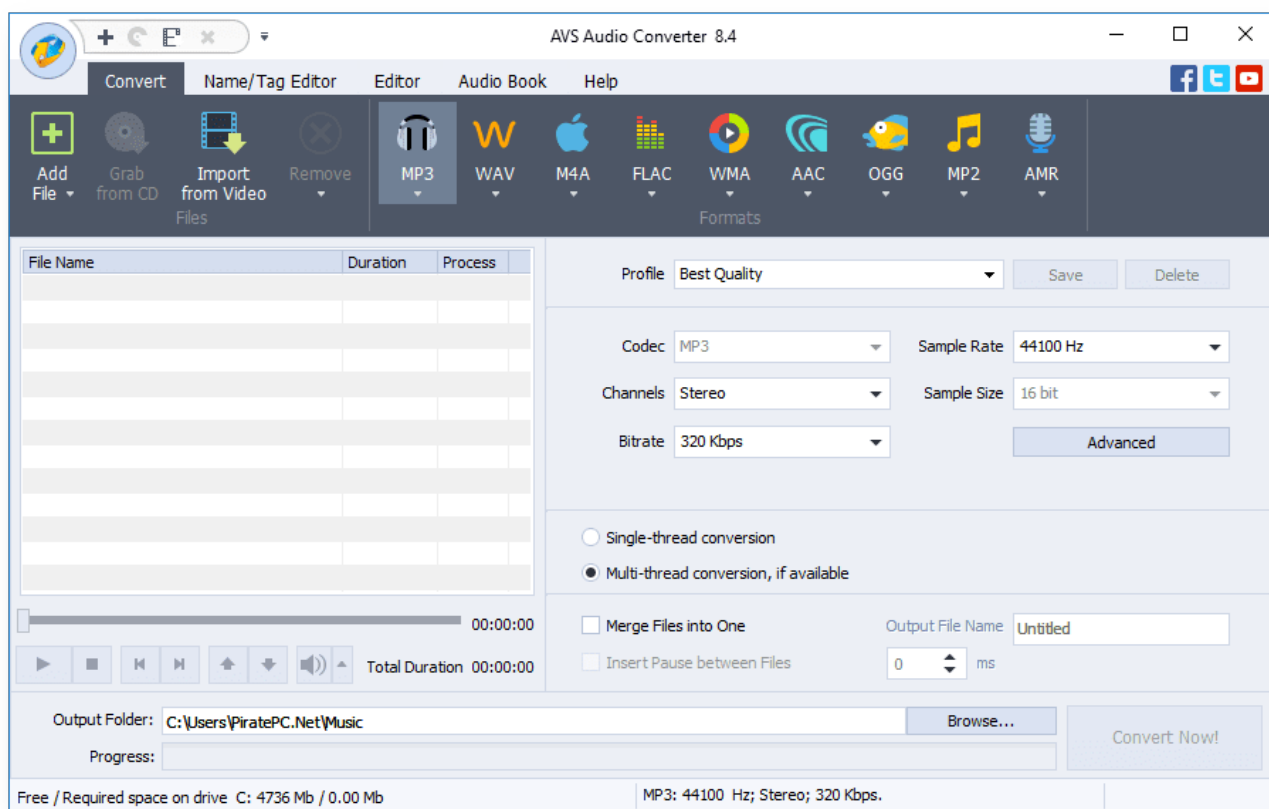 AVS Audio Converter 8.4
Convert Name/Tag Editor Editor Audio Book Help
Add File
Grab from CD
Import from Video
Remove
Files
MP3 WAV M4A FLAC WMA AAC OGG MP2 AMR
Formats
File Name Duration Process
00:00:00
Total Duration 00:00:00
Profile Best Quality Save Delete
Codec MP3 Sample Rate 44100 Hz
Channels Stereo Sample Size 16 bit
Bitrate 320 Kbps Advanced
Single-thread conversion
Multi-thread conversion, if available
Merge Files into One Output File Name Untitled
Insert Pause between Files 0 ms
Output Folder: C:\Users\PiratePC.Net\Music Browse...
Progress:
Convert Now!
Free / Required space on drive C: 4736 Mb / 0.00 Mb MP3: 44100 Hz; Stereo; 320 Kbps.